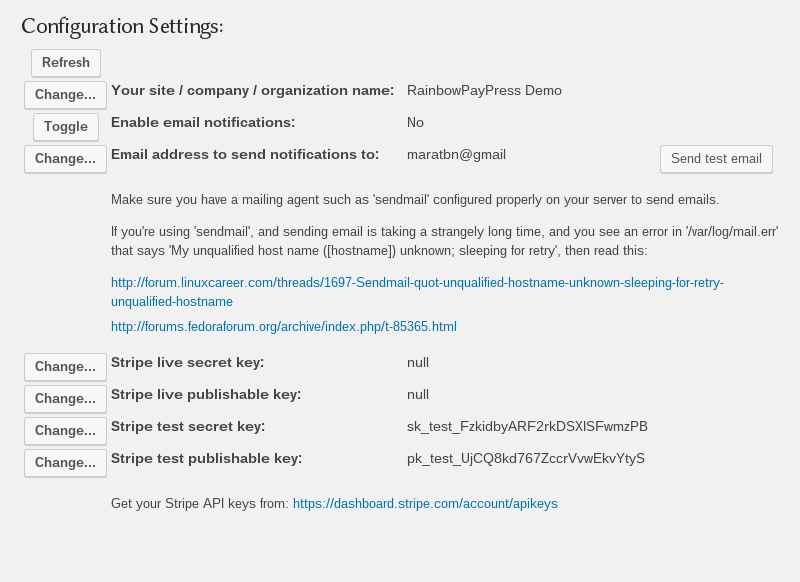 Configuration Settings:
Refresh
Change... Your site / company / organization name: RainbowPayPress Demo
Toggle Enable email notifications: No
Change... Email address to send notifications to: maratbn@gmail Send test email
Make sure you have a mailing agent such as 'sendmail' configured properly on your server to send emails.
If you're using 'sendmail', and sending email is taking a strangely long time, and you see an error in '/var/log/mail.err'
that says 'My unqualified host name ([hostname]) unknown; sleeping for retry', then read this:
http://forum.linuxcareer.com/threads/1697-Sendmail-quot-unqualified-hostname-unknown-sleeping-for-retry-
unqualified-hostname
http://forums.fedoraforum.org/archive/index.php/t-85365.html
Change... Stripe live secret key: null
Change... Stripe live publishable key: null
Change... Stripe test secret key: sk_test_FzkidbyARF2rkDSXISFwmzPB
Change... Stripe test publishable key: pk_test_UjCQ8kd767ZccrVvwEkvYtyS
Get your Stripe API keys from: https://dashboard.stripe.com/account/apikeys